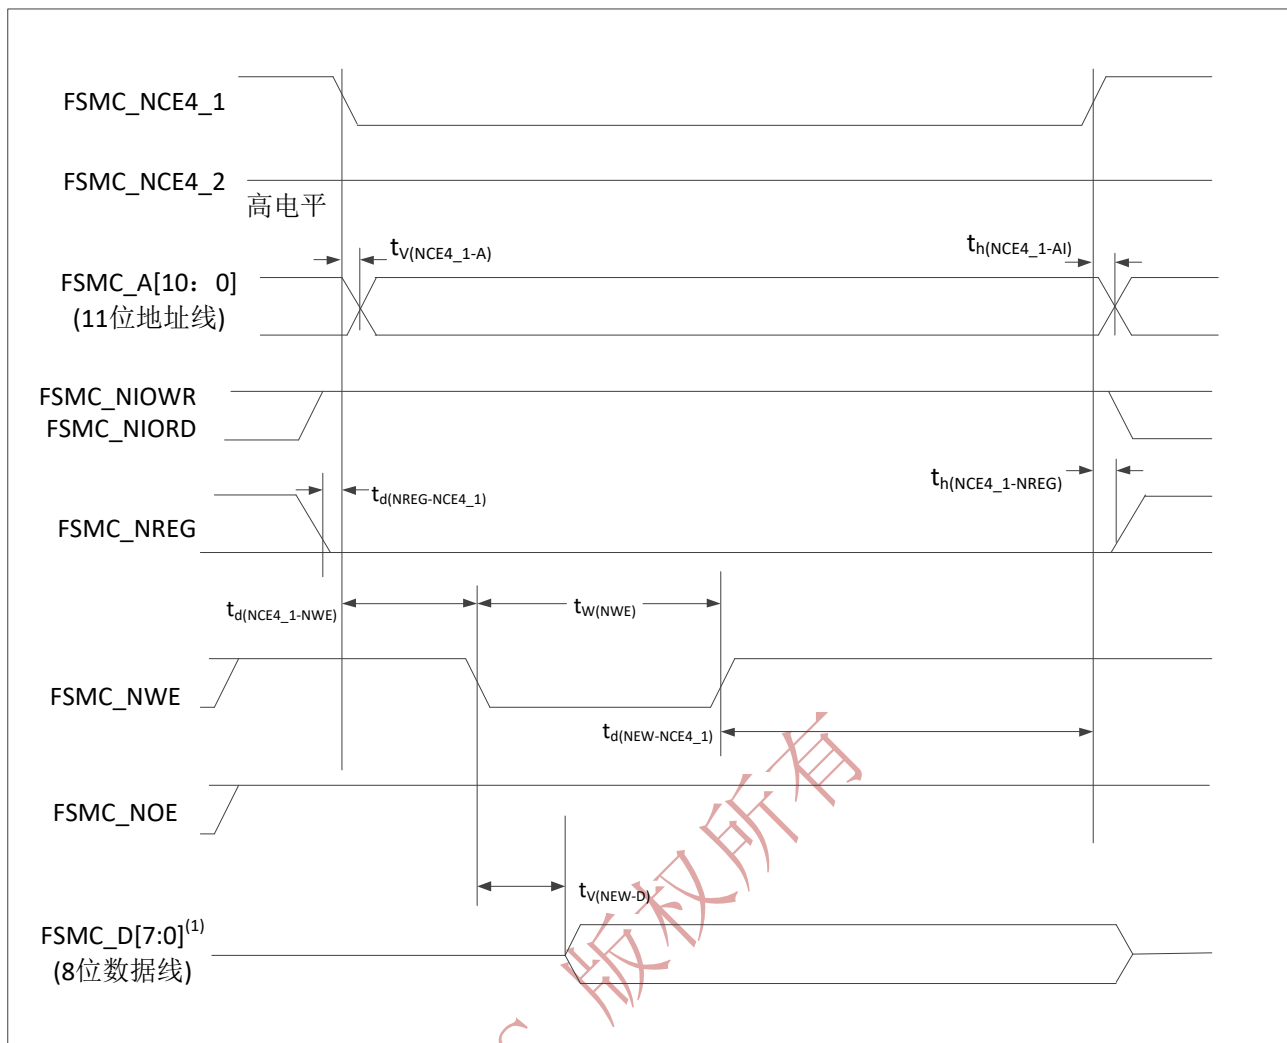 FSMC_NCE4_1
FSMC_NCE4_2
高电平
tV(NCE4_1-A)
th(NCE4_1-AI)
FSMC_A[10：0]
(11位地址线)
FSMC_NIOWR
FSMC_NIORD
td(NREG-NCE4_1)
th(NCE4_1-NREG)
FSMC_NREG
td(NCE4_1-NWE)
tW(NWE)
FSMC_NWE
td(NEW-NCE4_1)
FSMC_NOE
tV(NEW-D)
FSMC_D[7:0](1)
(8位数据线)
版权所有